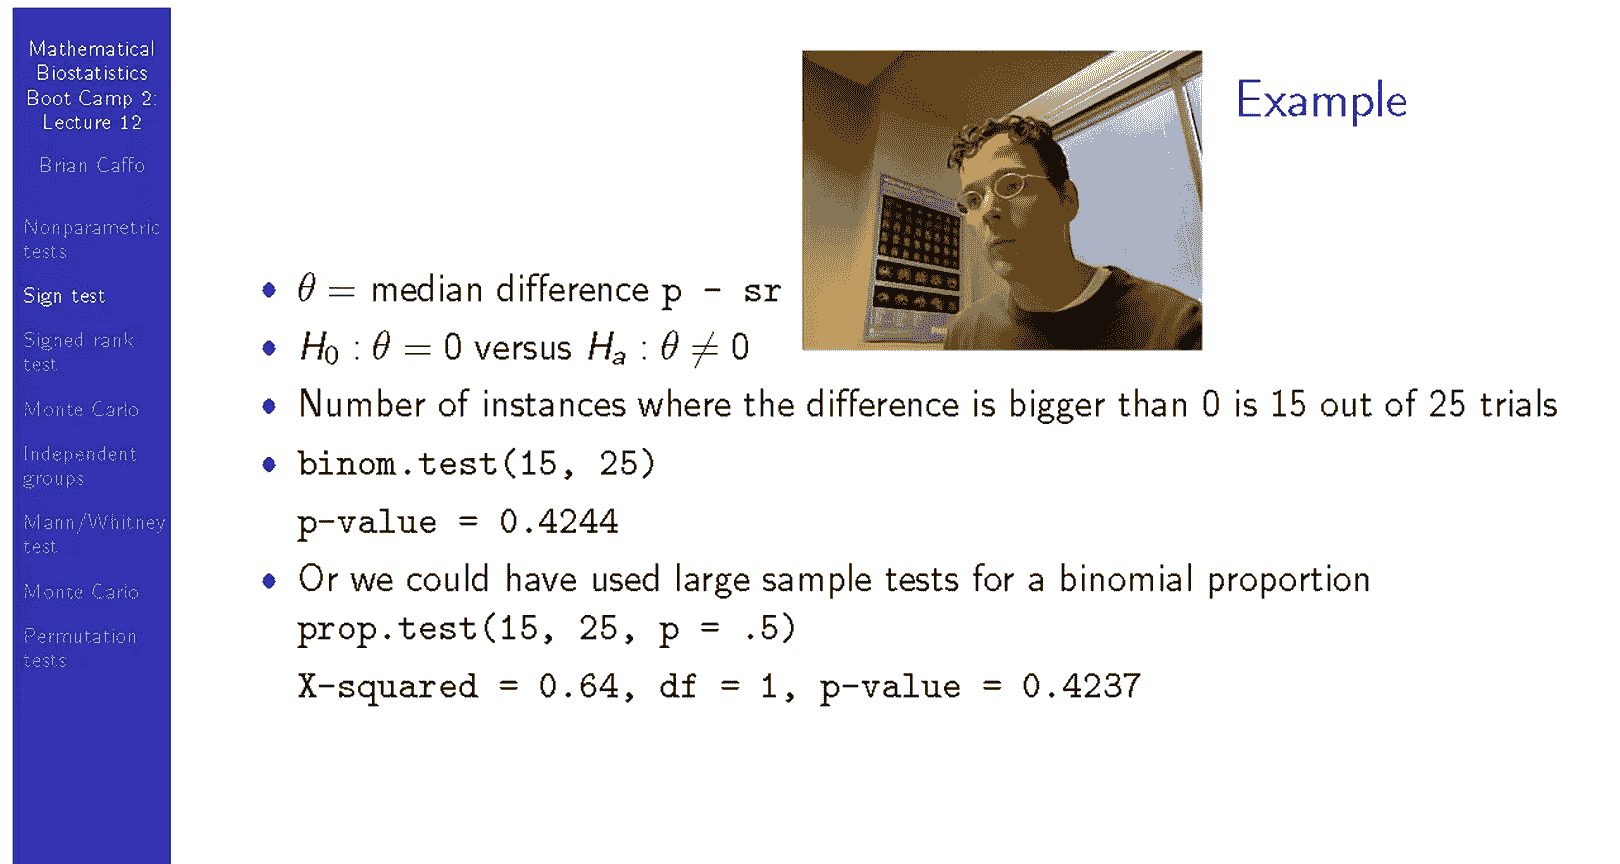 Mathematical
Biostatistics
Boot Camp 2:
Lecture 12
Brian Caffo
Nonparametric
tests
Sign test
Signed rank
test
Monte Carlo
Independent
groups
Mann/Whitney
test
Monte Carlo
Permutation
tests
Example
• θ = median difference p - sr
• H₀ : θ = 0 versus Hₐ : θ ≠ 0
• Number of instances where the difference is bigger than 0 is 15 out of 25 trials
• binom.test(15, 25)
p-value = 0.4244
• Or we could have used large sample tests for a binomial proportion
prop.test(15, 25, p = .5)
X-squared = 0.64, df = 1, p-value = 0.4237